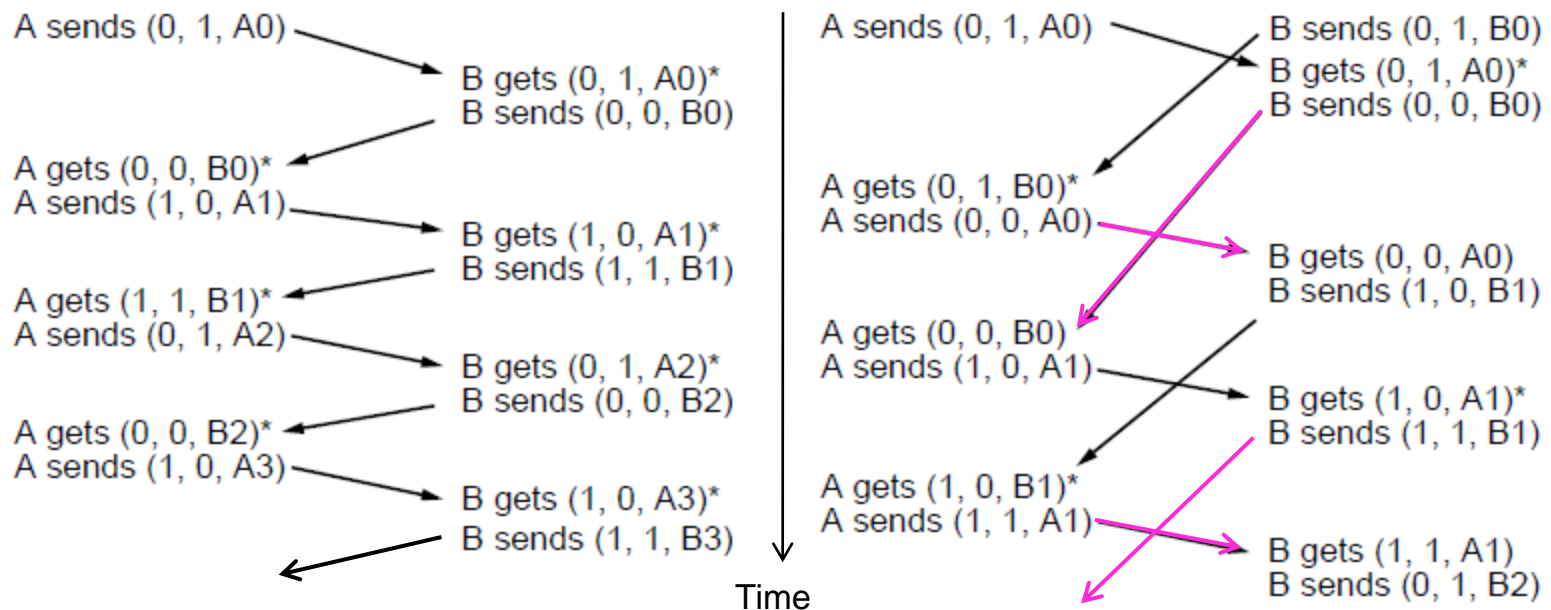 A sends (0, 1, A0)
B gets (0, 1, A0)*
B sends (0, 0, B0)
A gets (0, 0, B0)*
A sends (1, 0, A1)
B gets (1, 0, A1)*
B sends (1, 1, B1)
A gets (1, 1, B1)*
A sends (0, 1, A2)
B gets (0, 1, A2)*
B sends (0, 0, B2)
A gets (0, 0, B2)*
A sends (1, 0, A3)
B gets (1, 0, A3)*
B sends (1, 1, B3)
Time
A sends (0, 1, A0)
B sends (0, 1, B0)
B gets (0, 1, A0)*
B sends (0, 0, B0)
A gets (0, 1, B0)*
A sends (0, 0, A0)
B gets (0, 0, A0)
B sends (1, 0, B1)
A gets (0, 0, B0)
A sends (1, 0, A1)
B gets (1, 0, A1)*
B sends (1, 1, B1)
A gets (1, 0, B1)*
A sends (1, 1, A1)
B gets (1, 1, A1)
B sends (0, 1, B2)